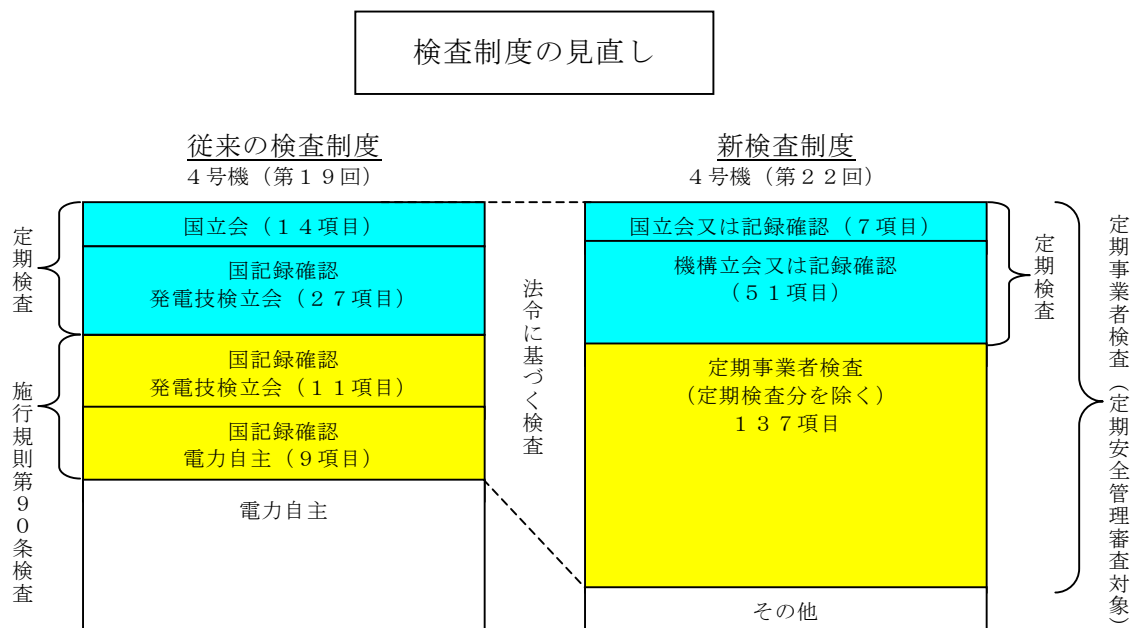 検査制度の見直し
従来の検査制度
４号機（第１９回）
定期検査
国立会（１４項目）
国記録確認
発電技検立会（２７項目）
施行規則第９０条検査
国記録確認
発電技検立会（１１項目）
国記録確認
電力自主（９項目）
電力自主
法令に基づく検査
新検査制度
４号機（第２２回）
国立会又は記録確認（７項目）
機構立会又は記録確認
（５１項目）
定期事業者検査
（定期検査分を除く）
１３７項目
その他
定期検査
定期事業者検査（定期安全管理審査対象）